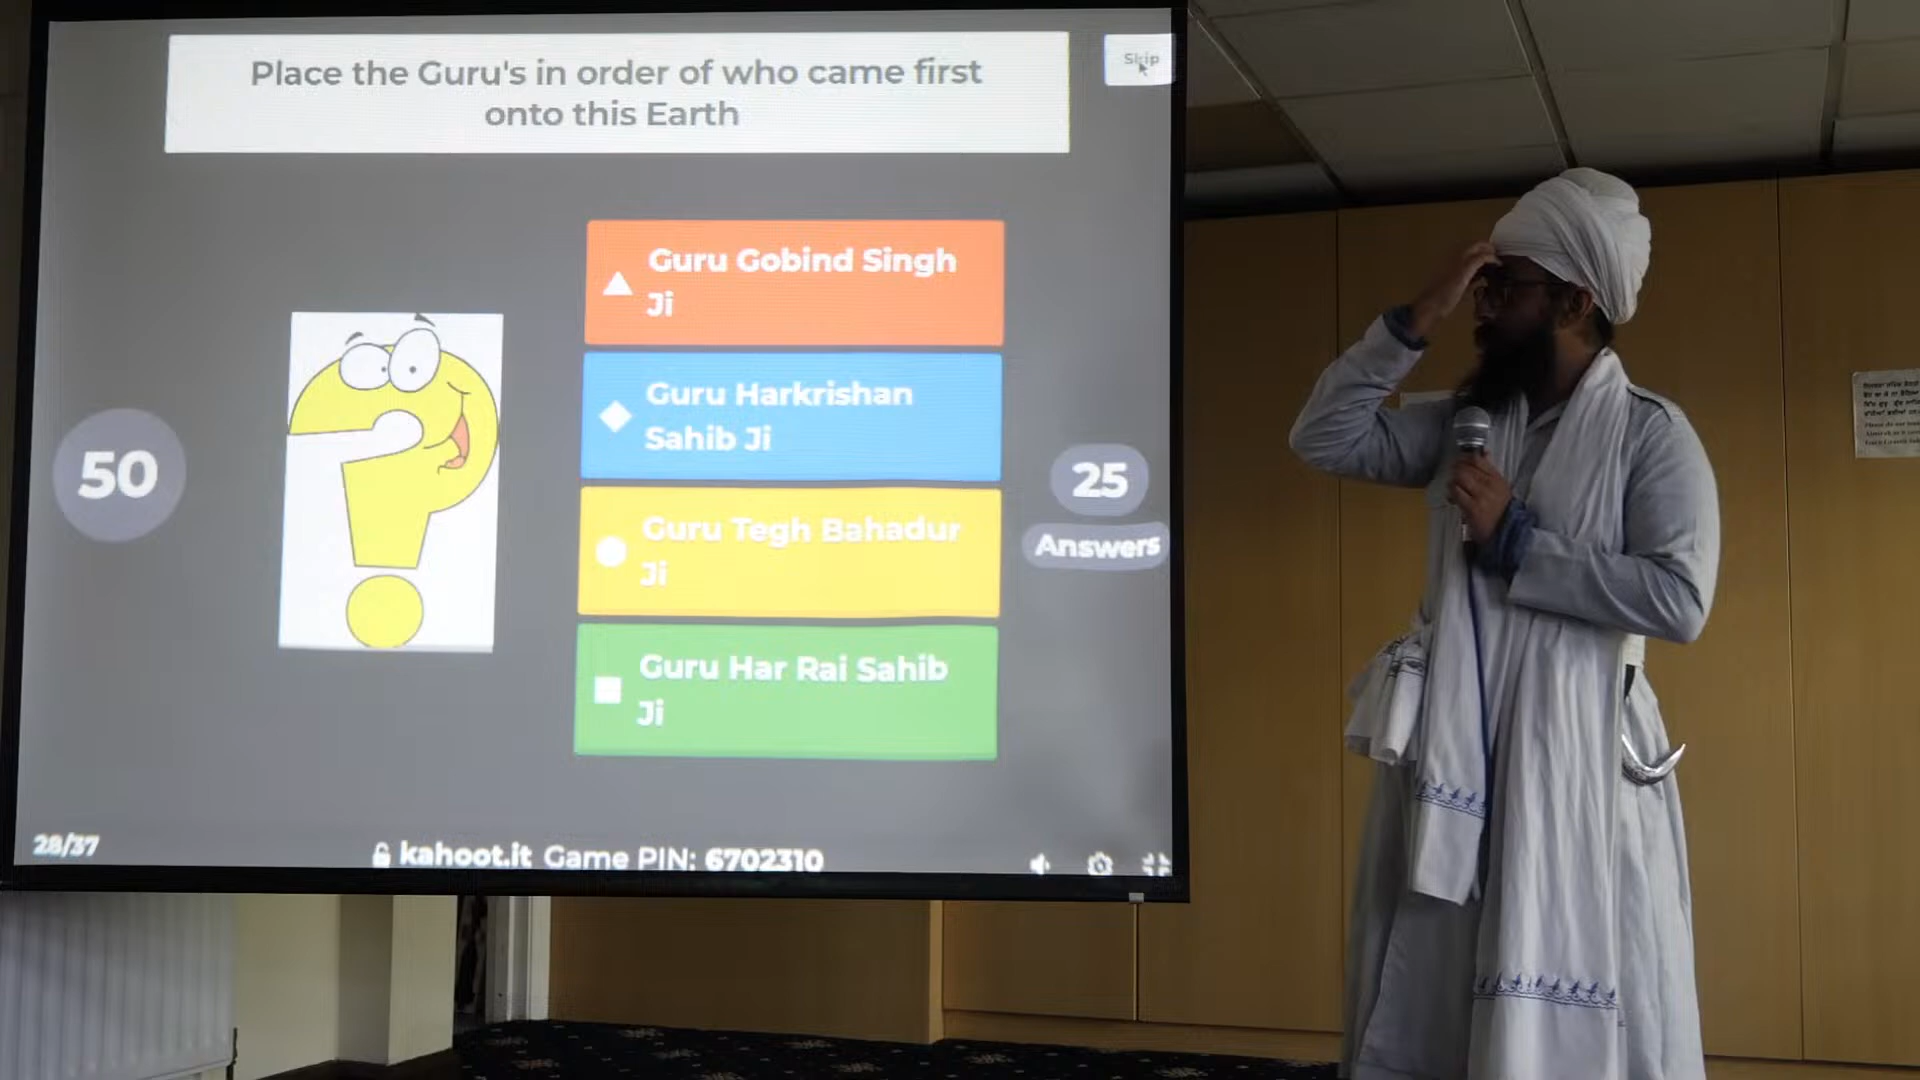 Place the Guru's in order of who came first
onto this Earth
Skip
Guru Gobind Singh
Ji
Guru Harkrishan
Sahib Ji
50
25
Answers
Guru Tegh Bahadur
Ji
Guru Har Rai Sahib
Ji
28/37
kahoot.it Game PIN: 6702310